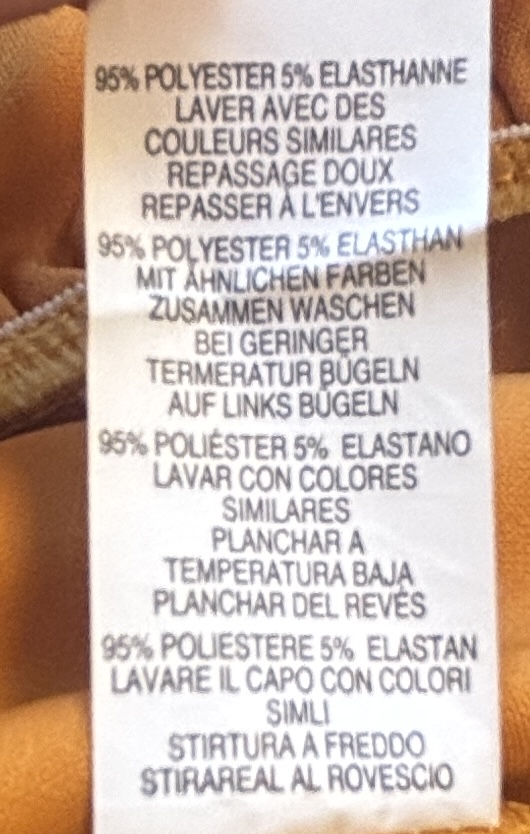 95% POLYESTER 5% ELASTHANNE
LAVER AVEC DES
COULEURS SIMILARES
REPASSAGE DOUX
REPASSER À L'ENVERS
95% POLYESTER 5% ELASTHAN
MIT ÄHNLICHEN FARBEN
ZUSAMMEN WASCHEN
BEI GERINGER
TERMERATUR BÜGELN
AUF LINKS BÜGELN
95% POLIÉSTER 5% ELASTANO
LAVAR CON COLORES
SIMILARES
PLANCHAR A
TEMPERATURA BAJA
PLANCHAR DEL REVÉS
95% POLIESTERE 5% ELASTAN
LAVARE IL CAPO CON COLORI
SIMLI
STIRTURA A FREDDO
STIRAREAL AL ROVESCIO